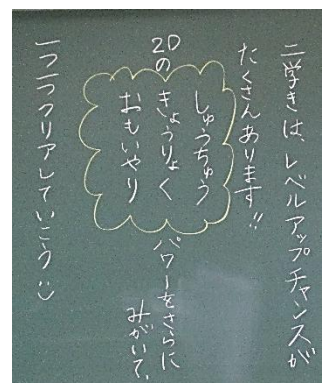 二学きは、レベルアップチャンスが
たくさんあります!!
2Dの
しゅうちゅう
きょうりょく
おもいやり
パワーをさらに
みがいて、
一つ一つクリアしていこう